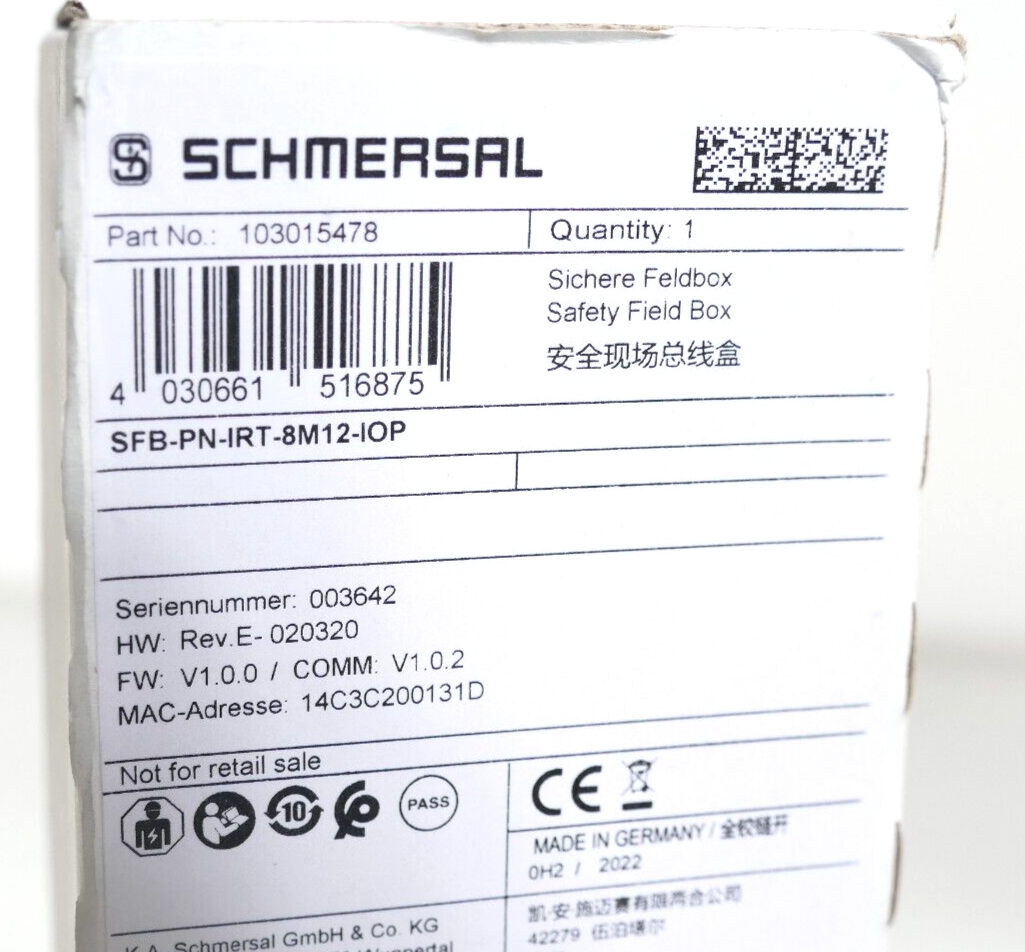 SCHMERSAL
Part No.: 103015478
Quantity: 1
Sichere Feldbox
Safety Field Box
安全现场总线盒
4 030661 516875
SFB-PN-IRT-8M12-IOP
Seriennummer: 003642
HW: Rev.E- 020320
FW: V1.0.0 / COMM: V1.0.2
MAC-Adresse: 14C3C200131D
Not for retail sale
10
PASS
CE
MADE IN GERMANY /
0H2 / 2022
K.A. Schmersal GmbH & Co. KG
Wuppertal
42279